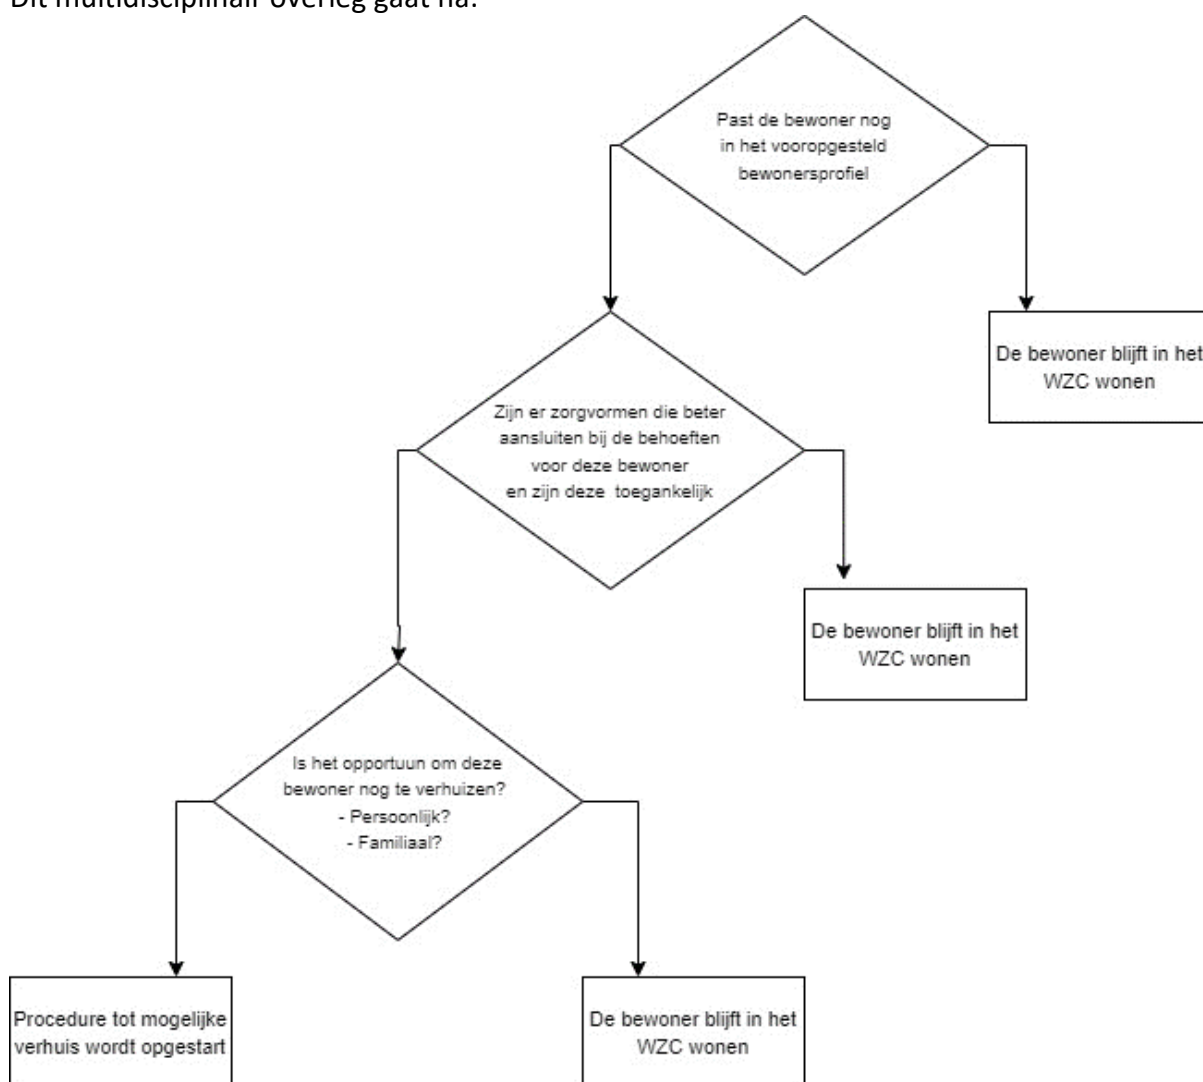 Dit multidisciplinair overleg gaat na:
Past de bewoner nog
in het vooropgesteld
bewonersprofiel
De bewoner blijft in het
WZC wonen
Zijn er zorgvormen die beter
aansluiten bij de behoeften
voor deze bewoner
en zijn deze toegankelijk
De bewoner blijft in het
WZC wonen
Is het opportuun om deze
bewoner nog te verhuizen?
- Persoonlijk?
- Familiaal?
Procedure tot mogelijke
verhuis wordt opgestart
De bewoner blijft in het
WZC wonen